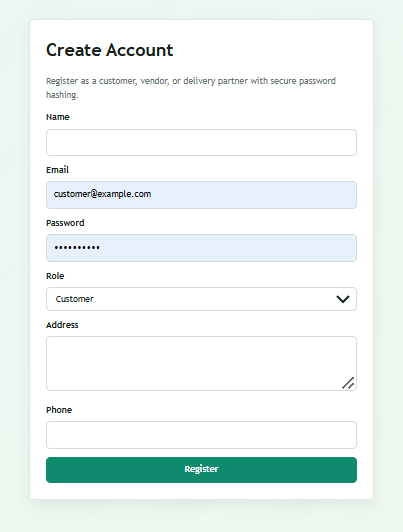 Create Account
Register as a customer, vendor, or delivery partner with secure password
hashing.
Name
Email
customer@example.com
Password
••••••••••
Role
Customer
Address
Phone
Register